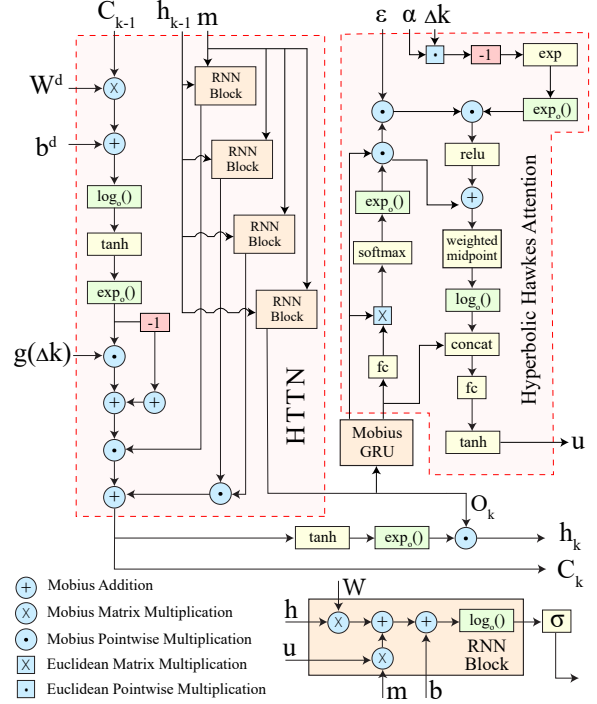 C_{k-1} h_{k-1} m
W^d
×
b^d
+
log_o()
tanh
exp_o()
-1
g(Δk)
•
+ +
•
+ •
RNN
Block
RNN
Block
RNN
Block
RNN
Block
HTTN
ε α Δk
• -1 exp
• • exp_o()
• relu
exp_o() +
softmax weighted
midpoint
× log_o()
fc concat
fc
Mobius
GRU
tanh u
Hyperbolic Hawkes Attention
O_k
tanh exp_o() • h_k
C_k
+ Mobius Addition
× Mobius Matrix Multiplication
• Mobius Pointwise Multiplication
× Euclidean Matrix Multiplication
• Euclidean Pointwise Multiplication
W
h × + + log_o() σ
RNN
Block
u ×
m b